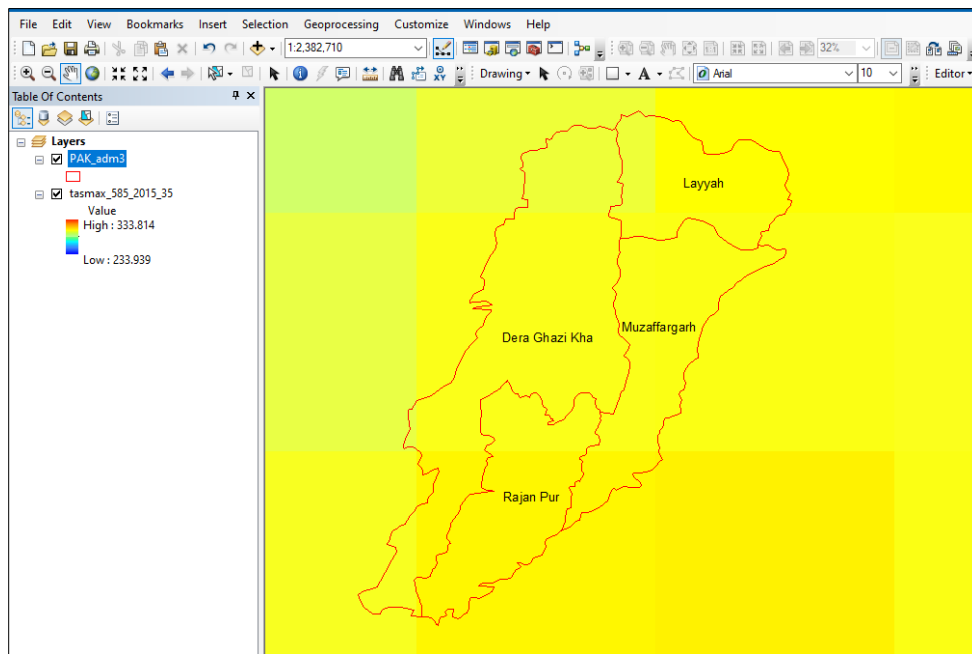 File Edit View Bookmarks Insert Selection Geoprocessing Customize Windows Help
1:2,382,710 32%
Drawing A Arial 10 Editor
Table Of Contents
Layers
PAK_adm3
tasmax_585_2015_35
Value
High : 333.814
Low : 233.939
Layyah
Muzaffargarh
Dera Ghazi Kha
Rajan Pur